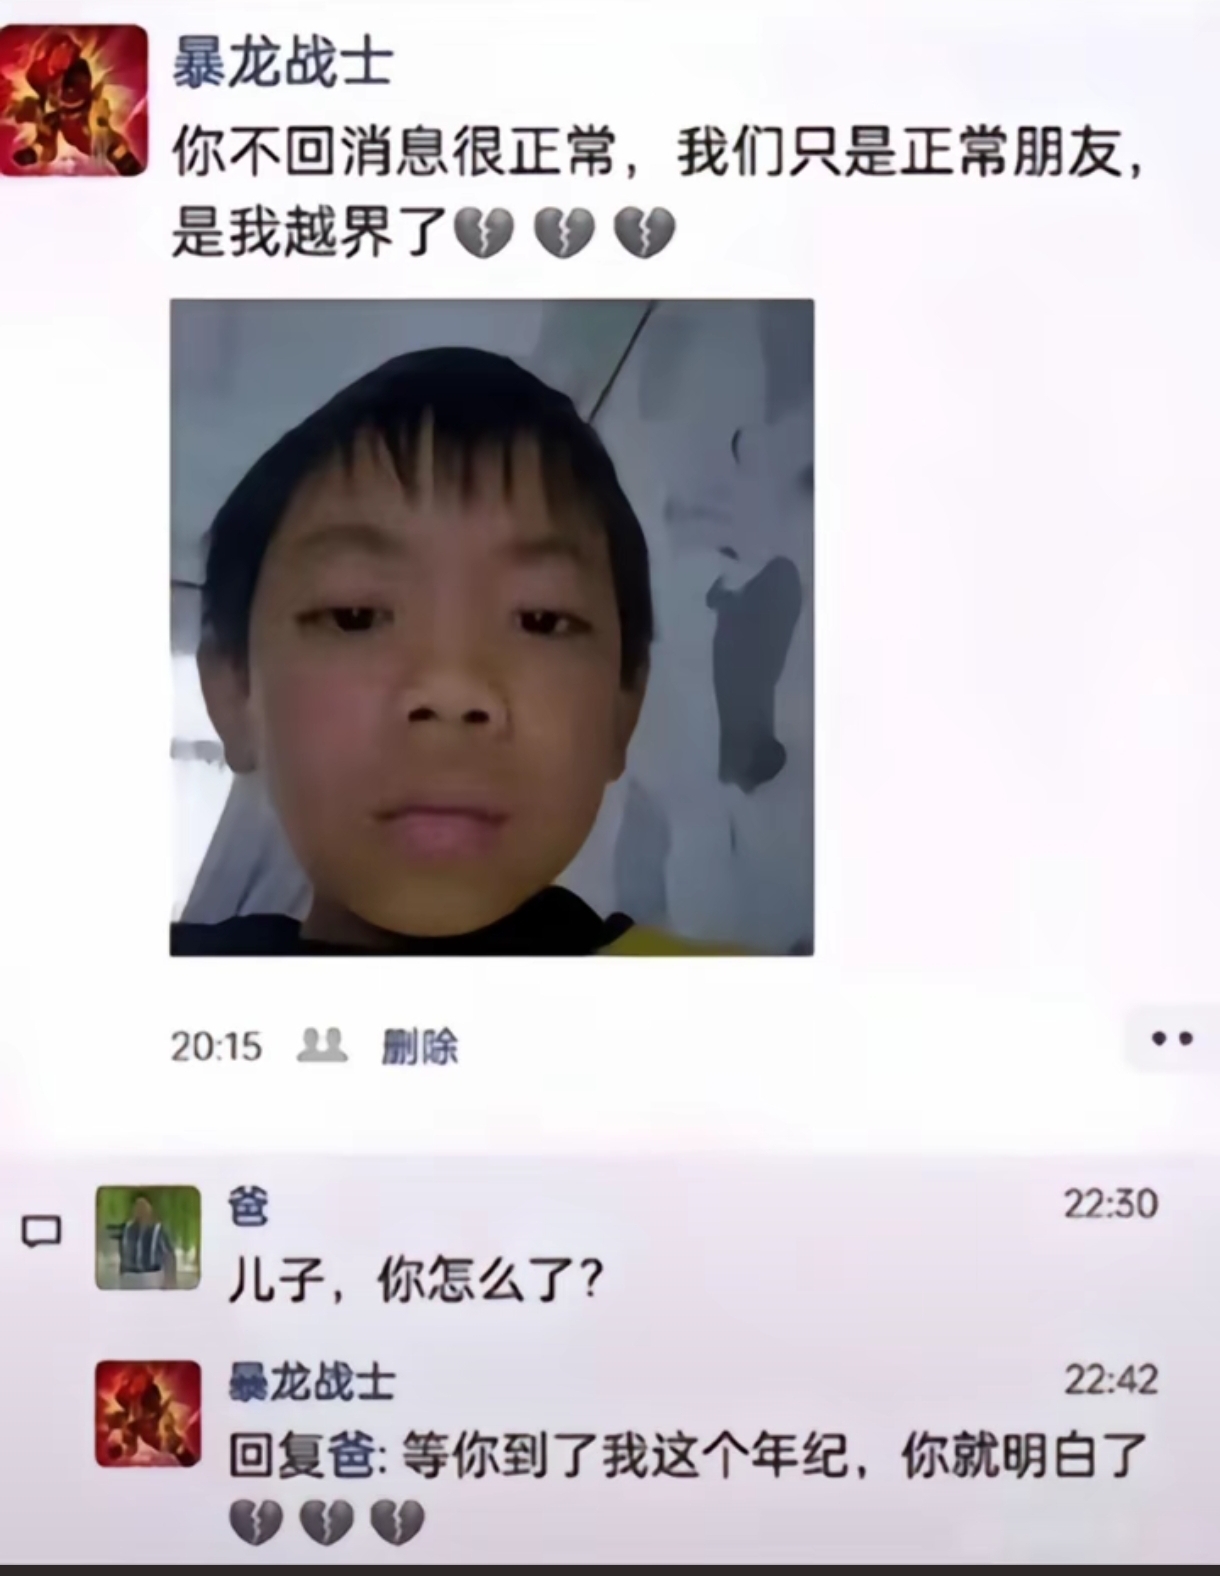 暴龙战士
你不回消息很正常，我们只是正常朋友，
是我越界了💔💔💔
20:15 删除
爸 22:30
儿子，你怎么了?
暴龙战士 22:42
回复爸: 等你到了我这个年纪，你就明白了
💔💔💔